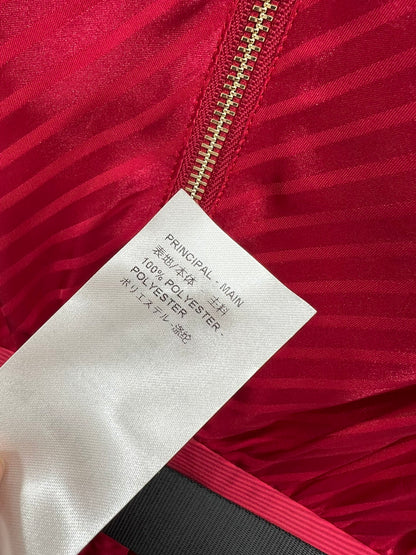 PRINCIPAL - MAIN
表地/本体 主料
100% POLYESTER -
POLYESTER
ポリエステル -涤纶